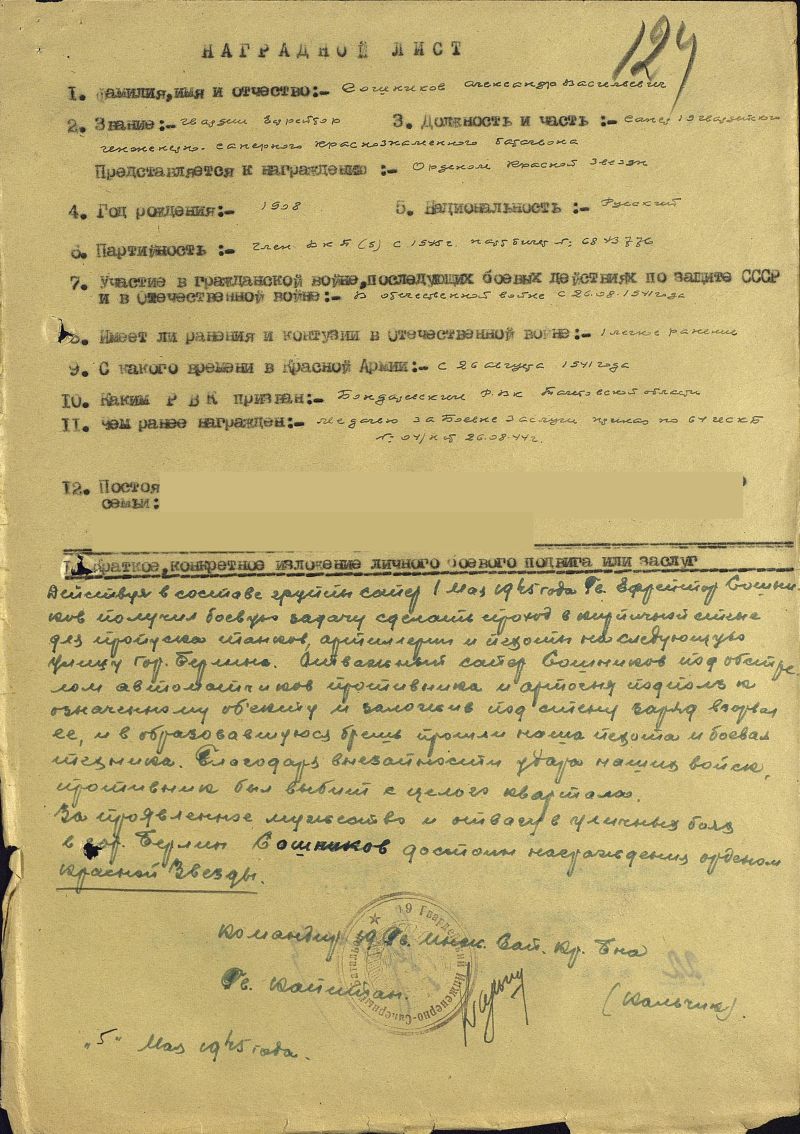 124
НАГРАДНОЙ ЛИСТ
1. Фамилия,имя и отчество:- Сошников Александр Васильевич
2. Звание:- гвардии Ефрейтор 3. Должность и часть :- Сапер 19 гвардейского
инженерно-саперного Краснознаменного батальона
Представляется к награждению :- Орденом Красной Звезды
4. Год рождения:- 1908 5. Национальность :- Русский
6. Партийность :- Член ВКП(б) с 1945г. партбилет №: 6843776
7. Участие в гражданской войне,последующих боевых действиях по защите СССР
и в Отечественной войне:- В отечественной войне с 26.08.1941 года
8. Имеет ли ранения и контузии в Отечественной войне:- 1 легкое ранение
9. С какого времени в Красной Армии:- с 26 августа 1941 года
10. Каким Р В К призван:- РВК области
11. чем ранее награжден:- Медалью За Боевые Заслуги приказ по 64
№: 04/н от 26.08.44г.
12. Постоя
семьи:
Краткое,конкретное изложение личного боевого подвига или заслуг
Действуя в составе группы сапер 1 Мая 1945 года Гв. Ефрейтор Сошни-
ков получил боевую задачу сделать проход в кирпичной стене
для пропуска танков, артиллерии и пехоты на следующую
улицу гор. Берлина. Отважный сапер Сошников под обстре-
лом автоматчиков противника и артогня подполз к
означенному объекту и заложив под стену заряд взорвал
ее, и в образовавшуюся брешь прошли наша пехота и боевая
техника. Благодаря внезапности удара наших войск,
противник был выбит с целого квартала.
За проявленное мужество и отвагу в уличных боях
в гор. Берлин Сошников достоин награждения орденом
Красной Звезды.
Командир 19 Гв. Инж. Сап. Кр. Б-на
Гв. Капитан. (Кальчик).
19 Гвардейский Инженерно-Саперный
"5" Мая 1945 года.